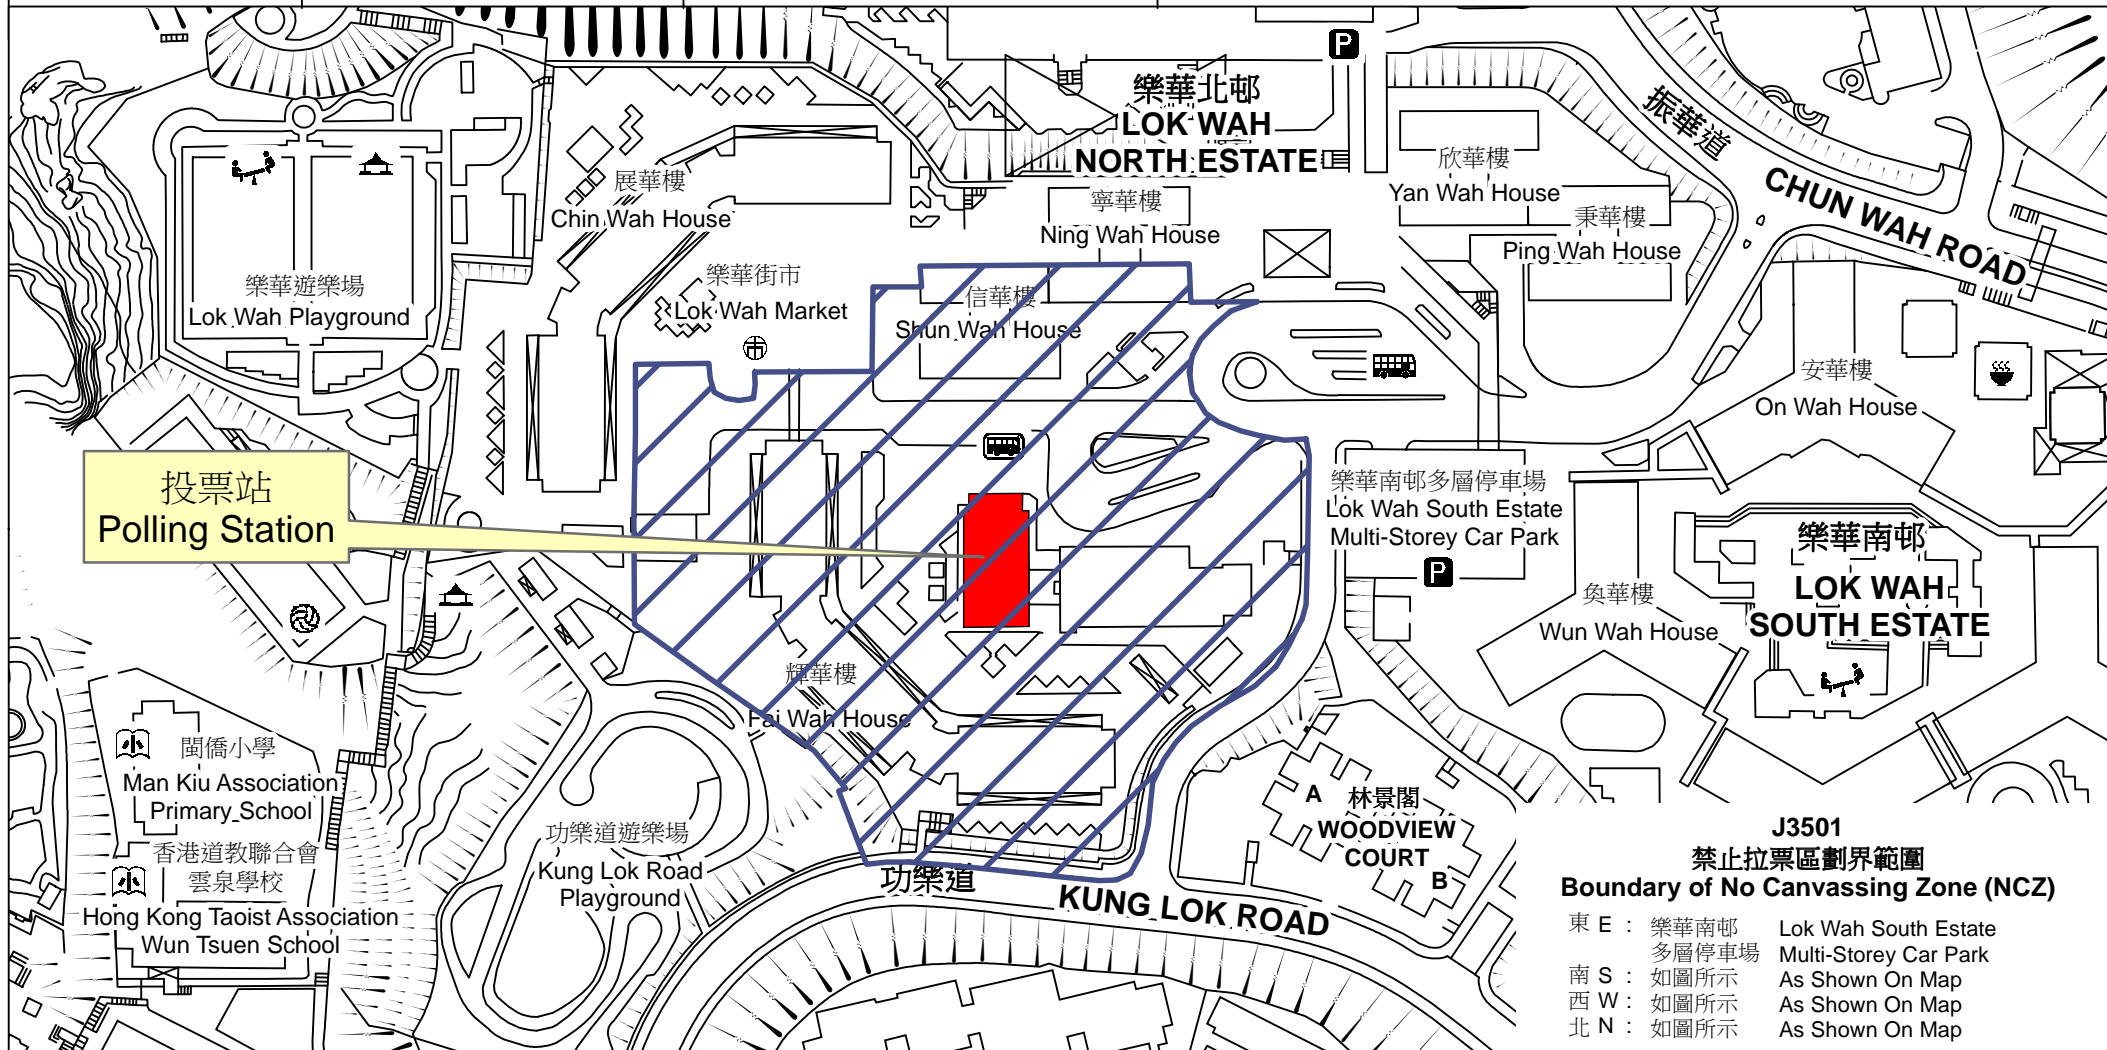 樂華北邨
LOK WAH
NORTH ESTATE
振華道
CHUN WAH ROAD
展華樓
Chin Wah House
寧華樓
Ning Wah House
欣華樓
Yan Wah House
秉華樓
Ping Wah House
樂華遊樂場
Lok Wah Playground
樂華街市
Lok Wah Market
市
信華樓
Shun Wah House
安華樓
On Wah House
投票站
Polling Station
樂華南邨多層停車場
Lok Wah South Estate
Multi-Storey Car Park
P
P
樂華南邨
LOK WAH
SOUTH ESTATE
奐華樓
Wun Wah House
輝華樓
Fai Wah House
小
閩僑小學
Man Kiu Association
Primary School
小
香港道教聯合會
雲泉學校
Hong Kong Taoist Association
Wun Tsuen School
功樂道遊樂場
Kung Lok Road
Playground
功樂道
KUNG LOK ROAD
A
林景閣
WOODVIEW
COURT
B
J3501
禁止拉票區劃界範圍
Boundary of No Canvassing Zone (NCZ)
東 E : 樂華南邨 Lok Wah South Estate
多層停車場 Multi-Storey Car Park
南 S : 如圖所示 As Shown On Map
西 W : 如圖所示 As Shown On Map
北 N : 如圖所示 As Shown On Map